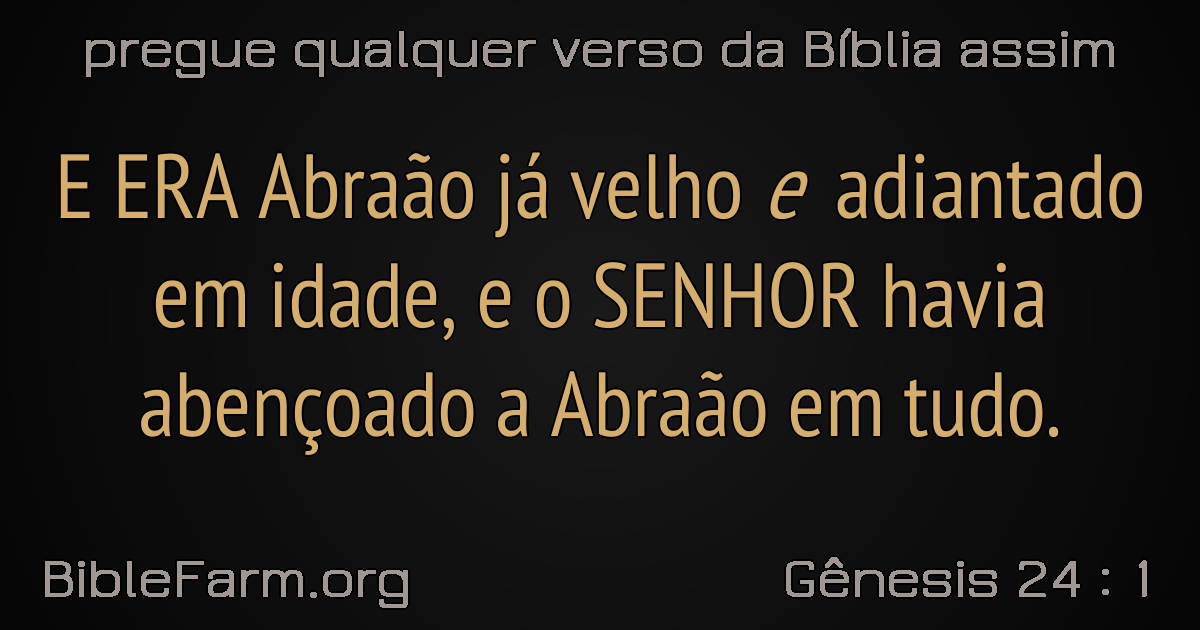 pregue qualquer verso da Bíblia assim
E ERA Abraão já velho e adiantado
em idade, e o SENHOR havia
abençoado a Abraão em tudo.
BibleFarm.org
Gênesis 24 : 1